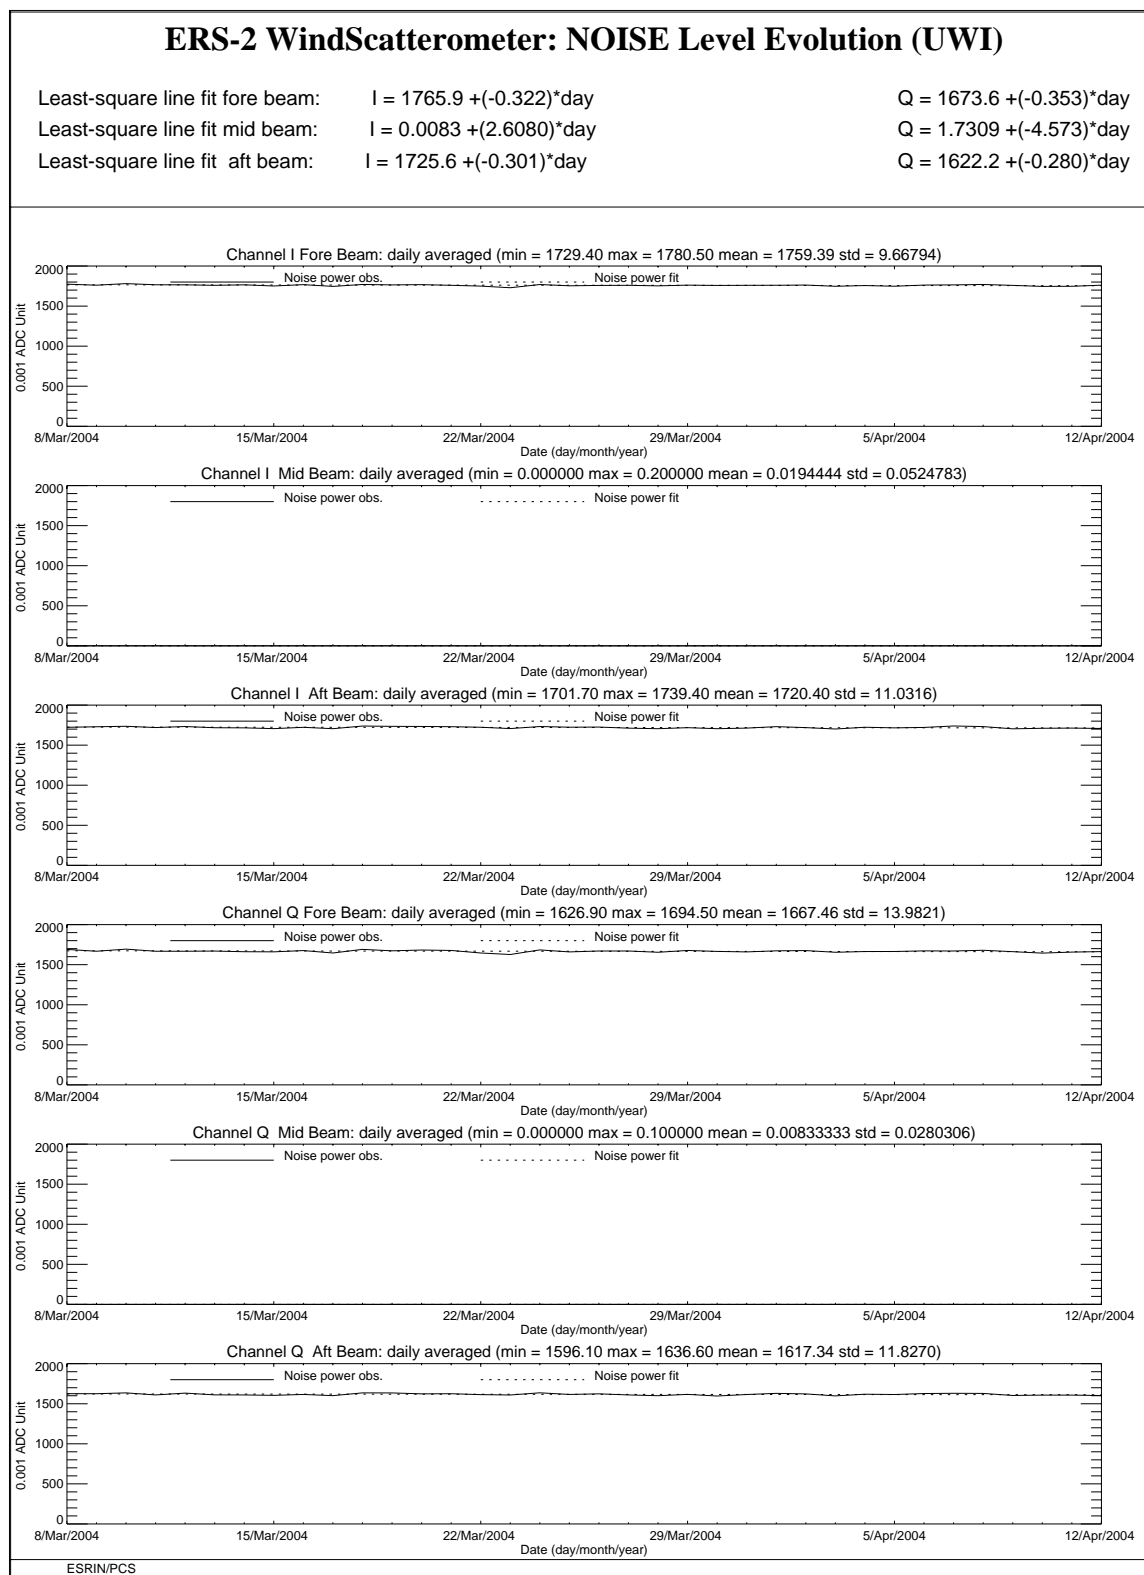 ERS-2 WindScatterometer: NOISE Level Evolution (UWI)
Least-square line fit fore beam: I = 1765.9 +(-0.322)*day Q = 1673.6 +(-0.353)*day
Least-square line fit mid beam: I = 0.0083 +(2.6080)*day Q = 1.7309 +(-4.573)*day
Least-square line fit aft beam: I = 1725.6 +(-0.301)*day Q = 1622.2 +(-0.280)*day
Channel I Fore Beam: daily averaged (min = 1729.40 max = 1780.50 mean = 1759.39 std = 9.66794)
Noise power obs. Noise power fit
2000
1500
1000
500
0
0.001 ADC Unit
8/Mar/2004 15/Mar/2004 22/Mar/2004 29/Mar/2004 5/Apr/2004 12/Apr/2004
Date (day/month/year)
Channel I Mid Beam: daily averaged (min = 0.000000 max = 0.200000 mean = 0.0194444 std = 0.0524783)
Noise power obs. Noise power fit
2000
1500
1000
500
0
0.001 ADC Unit
8/Mar/2004 15/Mar/2004 22/Mar/2004 29/Mar/2004 5/Apr/2004 12/Apr/2004
Date (day/month/year)
Channel I Aft Beam: daily averaged (min = 1701.70 max = 1739.40 mean = 1720.40 std = 11.0316)
Noise power obs. Noise power fit
2000
1500
1000
500
0
0.001 ADC Unit
8/Mar/2004 15/Mar/2004 22/Mar/2004 29/Mar/2004 5/Apr/2004 12/Apr/2004
Date (day/month/year)
Channel Q Fore Beam: daily averaged (min = 1626.90 max = 1694.50 mean = 1667.46 std = 13.9821)
Noise power obs. Noise power fit
2000
1500
1000
500
0
0.001 ADC Unit
8/Mar/2004 15/Mar/2004 22/Mar/2004 29/Mar/2004 5/Apr/2004 12/Apr/2004
Date (day/month/year)
Channel Q Mid Beam: daily averaged (min = 0.000000 max = 0.100000 mean = 0.00833333 std = 0.0280306)
Noise power obs. Noise power fit
2000
1500
1000
500
0
0.001 ADC Unit
8/Mar/2004 15/Mar/2004 22/Mar/2004 29/Mar/2004 5/Apr/2004 12/Apr/2004
Date (day/month/year)
Channel Q Aft Beam: daily averaged (min = 1596.10 max = 1636.60 mean = 1617.34 std = 11.8270)
Noise power obs. Noise power fit
2000
1500
1000
500
0
0.001 ADC Unit
8/Mar/2004 15/Mar/2004 22/Mar/2004 29/Mar/2004 5/Apr/2004 12/Apr/2004
Date (day/month/year)
ESRIN/PCS